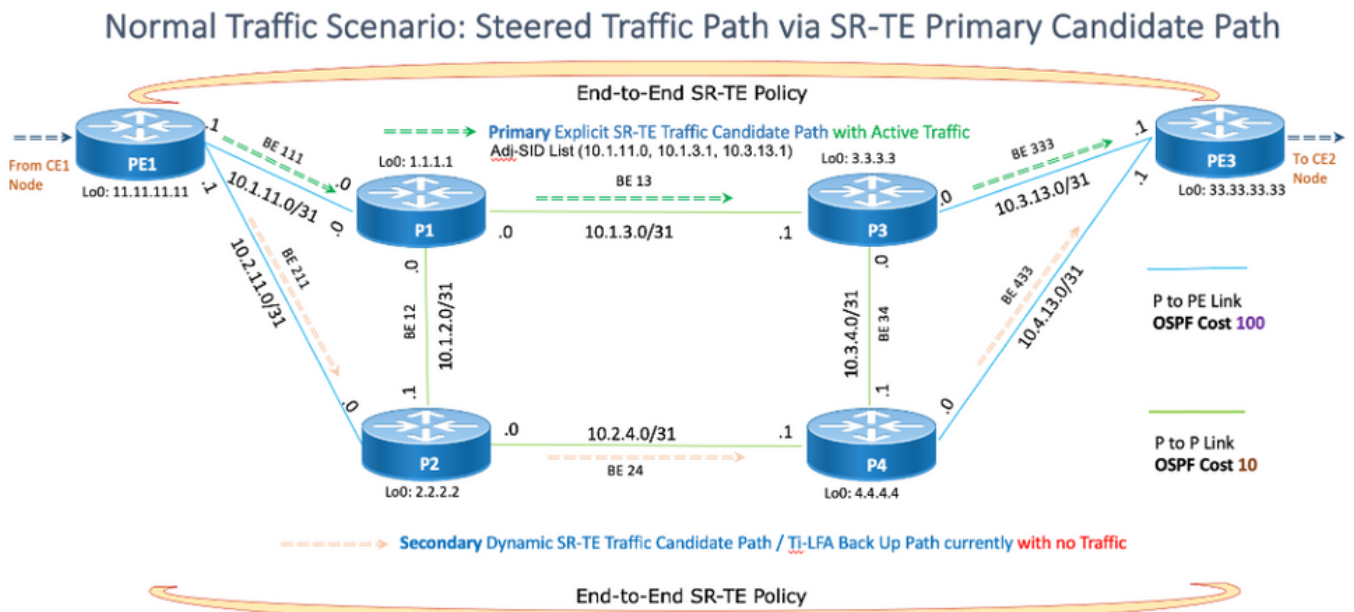 Normal Traffic Scenario: Steered Traffic Path via SR-TE Primary Candidate Path
End-to-End SR-TE Policy
Primary Explicit SR-TE Traffic Candidate Path with Active Traffic
Adj-SID List (10.1.11.0, 10.1.3.1, 10.3.13.1)
From CE1
Node
PE1
Lo0: 11.11.11.11
.1
.1
BE 111
10.1.11.0/31
.0
.0
Lo0: 1.1.1.1
P1
.0
BE 13
10.1.3.0/31
.1
Lo0: 3.3.3.3
P3
.0
BE 333
10.3.13.0/31
.1
.1
PE3
Lo0: 33.33.33.33
To CE2
Node
BE 211
10.2.11.0/31
.0
.0
BE 12
10.1.2.0/31
.1
.0
10.3.4.0/31
BE 34
.1
BE 433
10.4.13.0/31
.0
P to PE Link
OSPF Cost 100
P2
Lo0: 2.2.2.2
.0
10.2.4.0/31
BE 24
.1
P4
Lo0: 4.4.4.4
P to P Link
OSPF Cost 10
Secondary Dynamic SR-TE Traffic Candidate Path / Ti-LFA Back Up Path currently with no Traffic
End-to-End SR-TE Policy